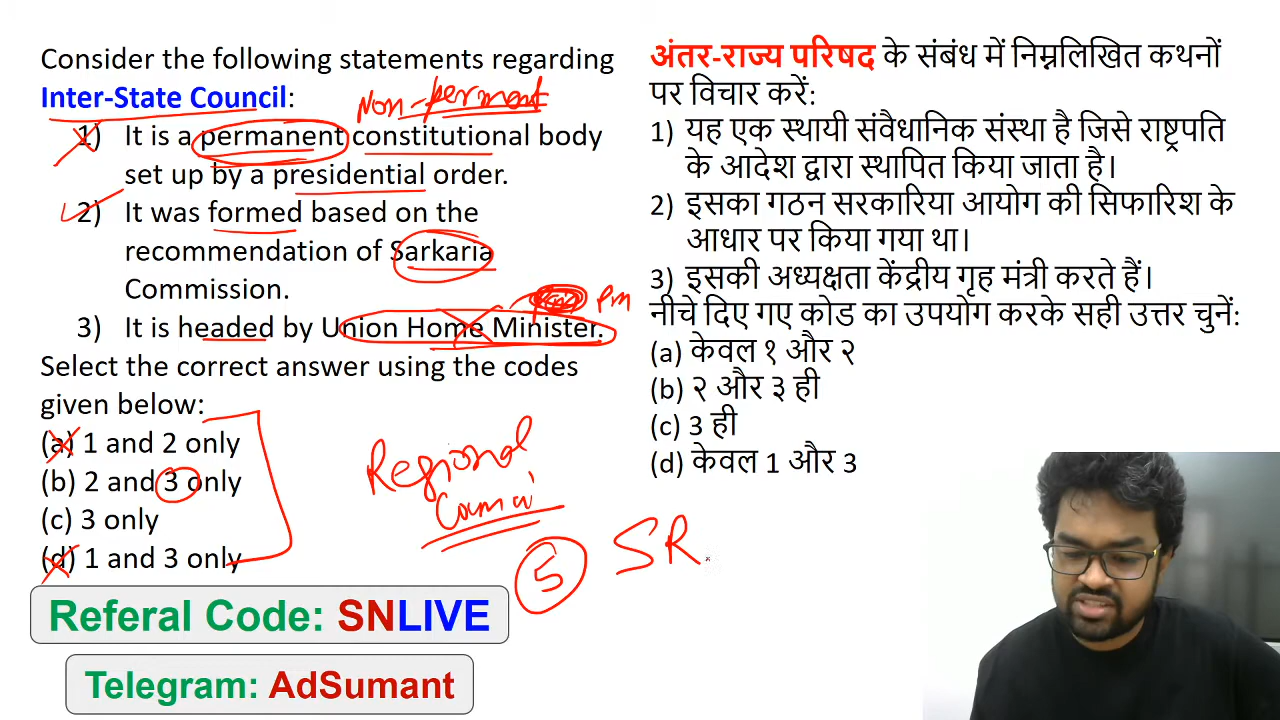 Consider the following statements regarding
Inter-State Council:
Non-permenent
1) It is a permanent constitutional body
set up by a presidential order.
2) It was formed based on the
recommendation of Sarkaria
Commission.
PM
3) It is headed by Union Home Minister.
Select the correct answer using the codes
given below:
(a) 1 and 2 only
(b) 2 and 3 only
(c) 3 only
(d) 1 and 3 only
Regional
5
SR
Referal Code: SNLIVE
Telegram: AdSumant
अंतर-राज्य परिषद के संबंध में निम्नलिखित कथनों
पर विचार करें:
1) यह एक स्थायी संवैधानिक संस्था है जिसे राष्ट्रपति
के आदेश द्वारा स्थापित किया जाता है।
2) इसका गठन सरकारिया आयोग की सिफारिश के
आधार पर किया गया था।
3) इसकी अध्यक्षता केंद्रीय गृह मंत्री करते हैं।
नीचे दिए गए कोड का उपयोग करके सही उत्तर चुनें:
(a) केवल १ और २
(b) २ और ३ ही
(c) 3 ही
(d) केवल 1 और 3